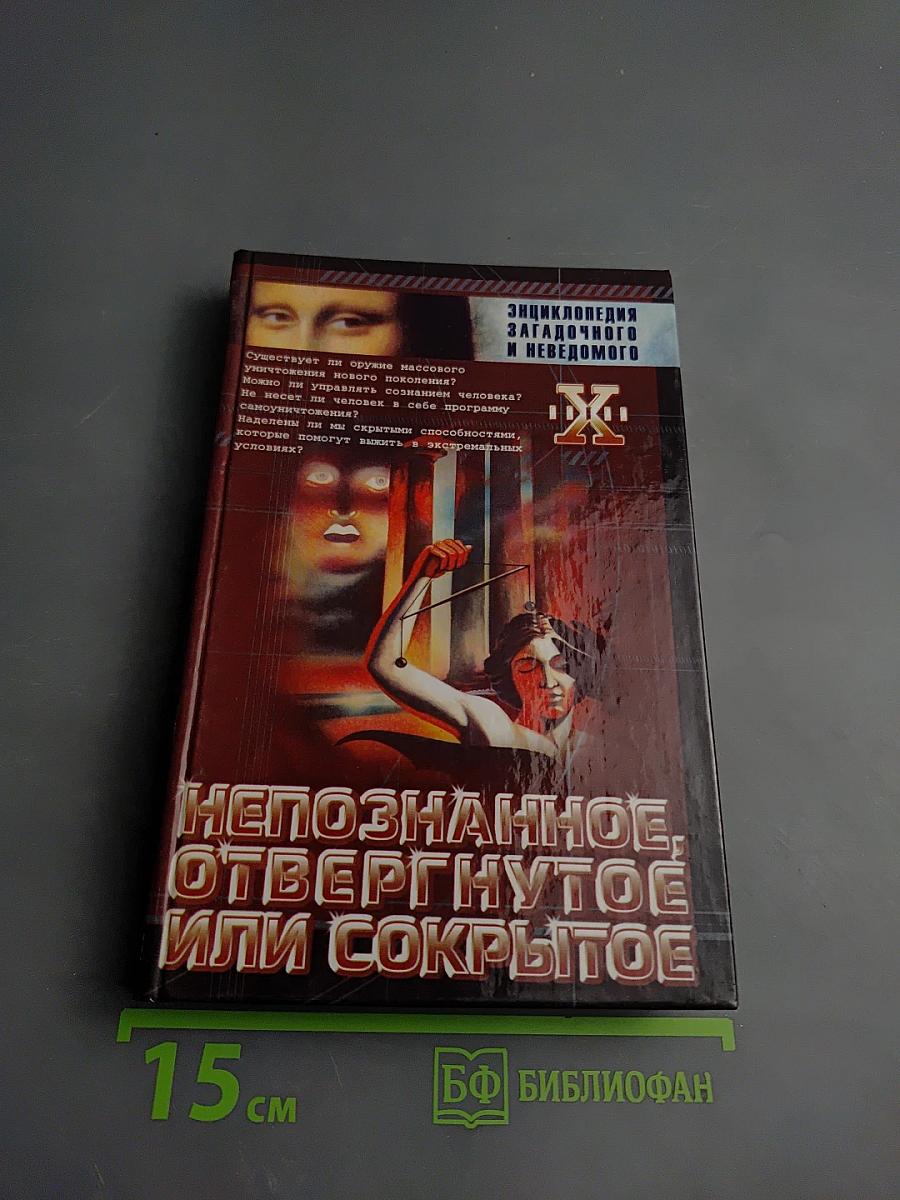 ЭНЦИКЛОПЕДИЯ
ЗАГАДОЧНОГО
И НЕВЕДОМОГО
Существует ли оружие массового
уничтожения нового поколения?
Можно ли управлять сознанием человека?
Не несет ли человек в себе программу
самоуничтожения?
Наделены ли мы скрытыми способностями,
которые помогут выжить в экстремальных
условиях?
X
НЕПОЗНАННОЕ,
ОТВЕРГНУТОЕ
ИЛИ СОКРЫТОЕ
15 см
БФ БИБЛИОФАН